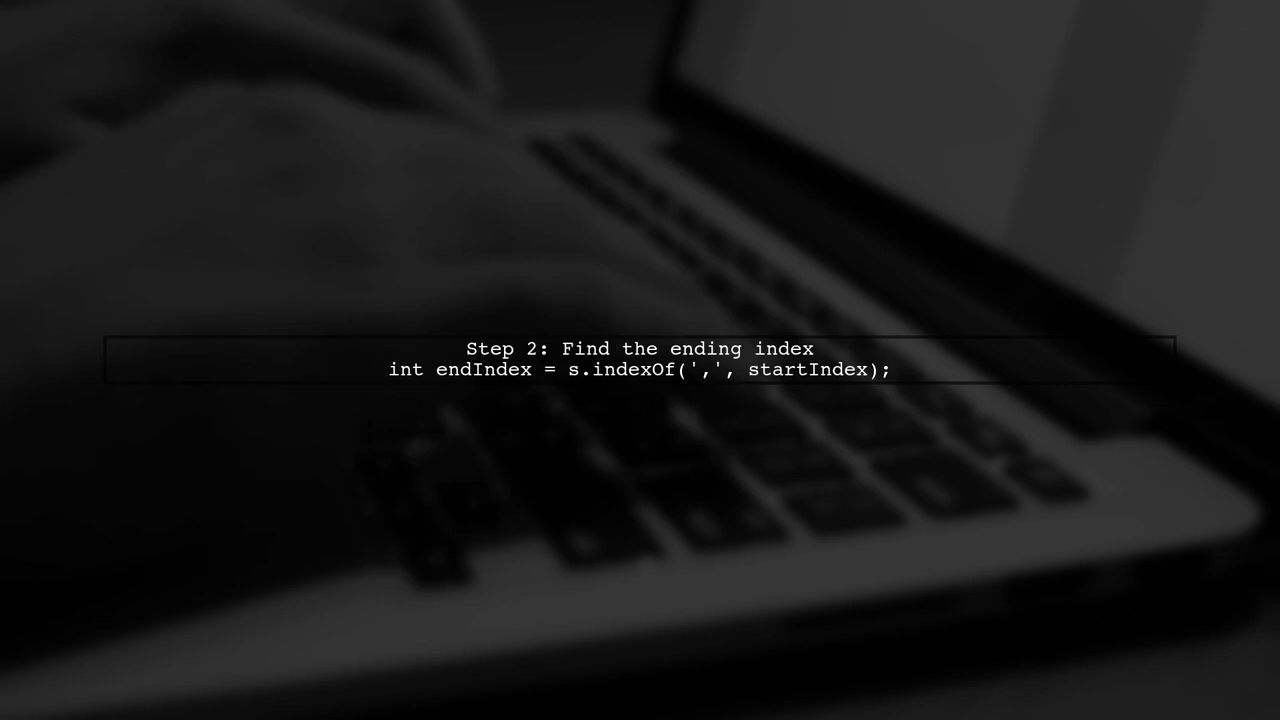 Step 2: Find the ending index
int endIndex = s.indexOf(',', startIndex);